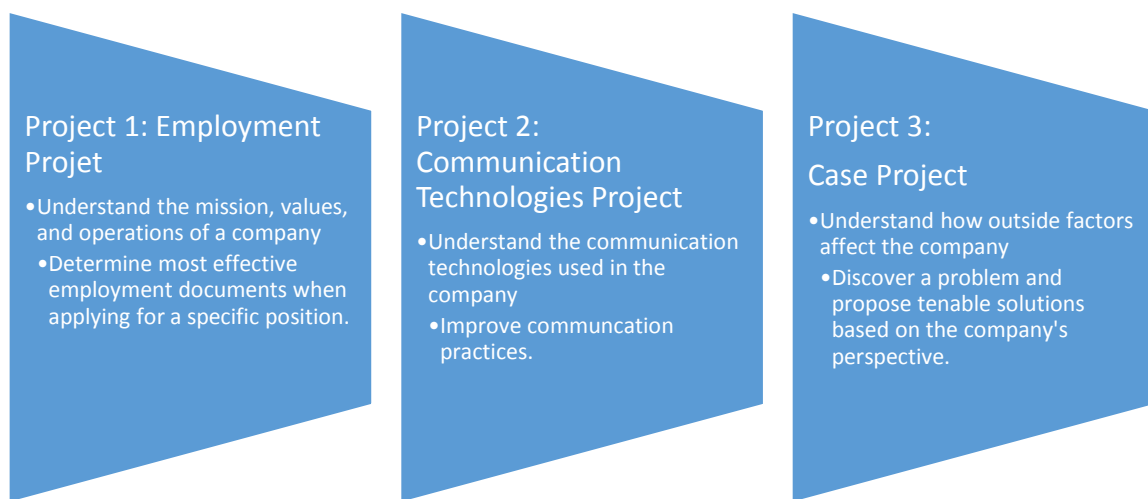 Project 1: Employment
Projet
•Understand the mission, values,
and operations of a company
•Determine most effective
employment documents when
applying for a specific position.
Project 2:
Communication
Technologies Project
•Understand the communication
technologies used in the
company
•Improve communcation
practices.
Project 3:
Case Project
•Understand how outside factors
affect the company
•Discover a problem and
propose tenable solutions
based on the company's
perspective.